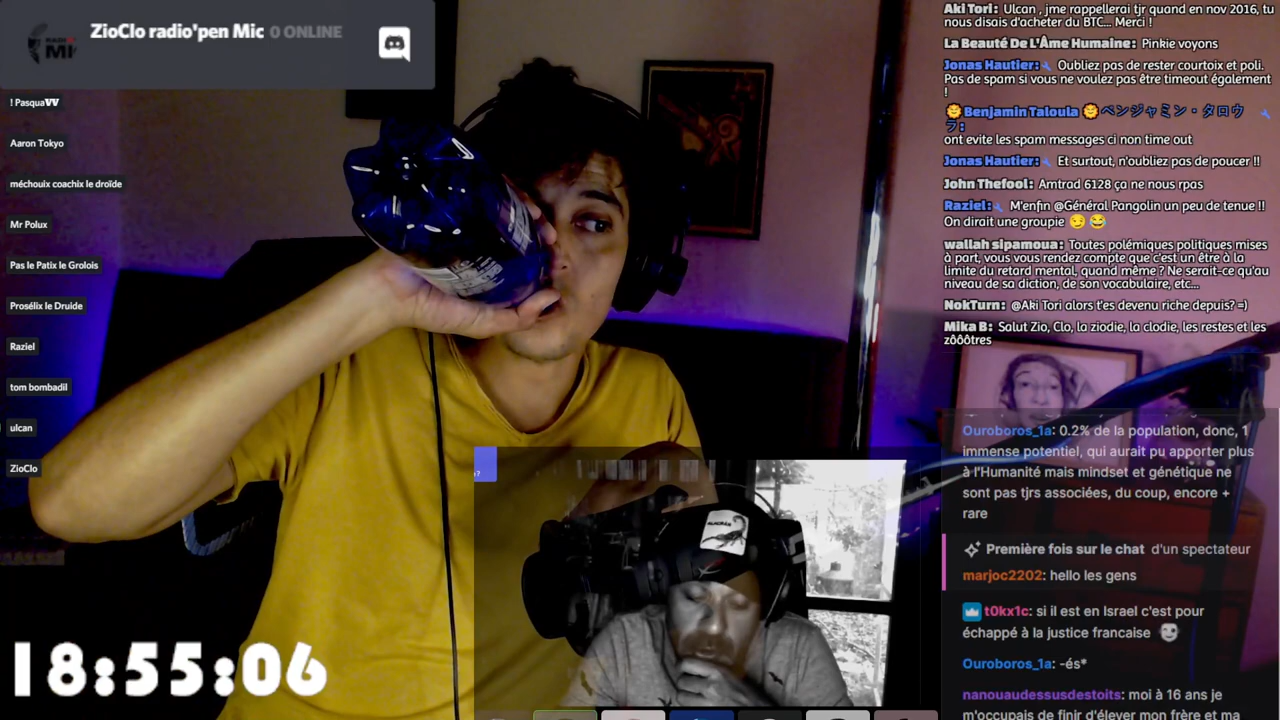 ZioClo radio'pen Mic 0 ONLINE
RADIO
MIC
! PasquaVV
Aaron Tokyo
méchouix coachix le droïde
Mr Polux
Pas le Patix le Grolois
Prosélix le Druide
Raziel
tom bombadil
ulcan
ZioClo
18:55:06
Aki Tori : Ulcan , jme rappellerai tjr quand en nov 2016, tu
nous disais d'acheter du BTC... Merci !
La Beauté De L'Âme Humaine : Pinkie voyons
Jonas Hautier : Oubliez pas de rester courtoix et poli.
Pas de spam si vous ne voulez pas être timeout également
!
Benjamin Taloula ベンジャミン・タロウ
ラ :
ont evite les spam messages ci non time out
Jonas Hautier : Et surtout, n'oubliez pas de poucer !!
John Thefool : Amtrad 6128 ça ne nous rpas
Raziel : M'enfin @Général Pangolin un peu de tenue !!
On dirait une groupie 😏 😂
wallah sipamoua : Toutes polémiques politiques mises
à part, vous vous rendez compte que c'est un être à la
limite du retard mental, quand même ? Ne serait-ce qu'au
niveau de sa diction, de son vocabulaire, etc...
NokTurn : @Aki Tori alors t'es devenu riche depuis? =)
Mika B : Salut Zio, Clo, la ziodie, la clodie, les restes et les
zôôôtres
Ouroboros_1a: 0.2% de la population, donc, 1
immense potentiel, qui aurait pu apporter plus
à l'Humanité mais mindset et génétique ne
sont pas tjrs associées, du coup, encore +
rare
Première fois sur le chat d'un spectateur
marjoc2202: hello les gens
t0kx1c: si il est en Israel c'est pour
échappé à la justice francaise
Ouroboros_1a: -és*
nanouaudessusdestoits: moi à 16 ans je
m'occupais de finir d'élever mon frère et ma